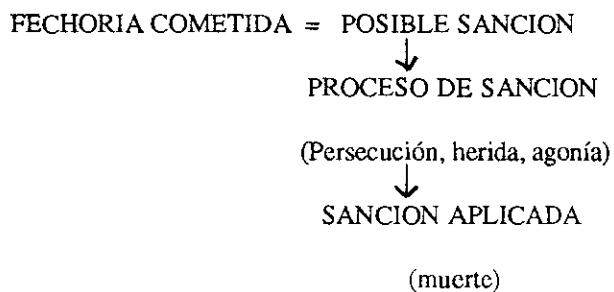 FECHORIA COMETIDA = POSIBLE SANCION
PROCESO DE SANCION
(Persecución, herida, agonía)
SANCION APLICADA
(muerte)